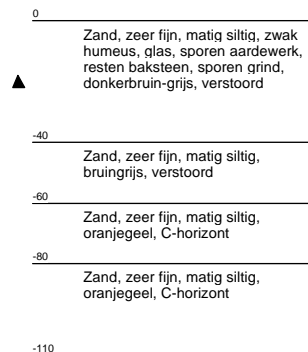 0
Zand, zeer fijn, matig siltig, zwak
humeus, glas, sporen aardewerk,
resten baksteen, sporen grind,
donkerbruin-grijs, verstoord
-40
Zand, zeer fijn, matig siltig,
bruingrijs, verstoord
-60
Zand, zeer fijn, matig siltig,
oranjegeel, C-horizont
-80
Zand, zeer fijn, matig siltig,
oranjegeel, C-horizont
-110